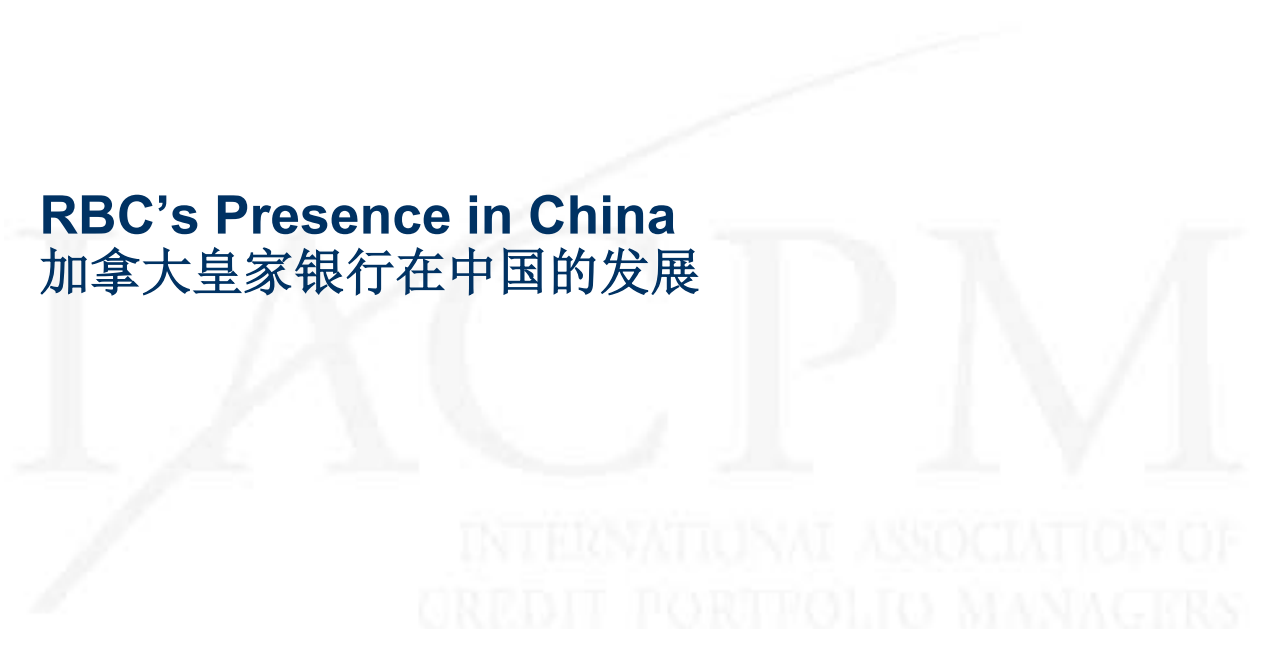 RBC’s Presence in China
加拿大皇家银行在中国的发展
IACPM
INTERNATIONAL ASSOCIATION OF
CREDIT PORTFOLIO MANAGERS